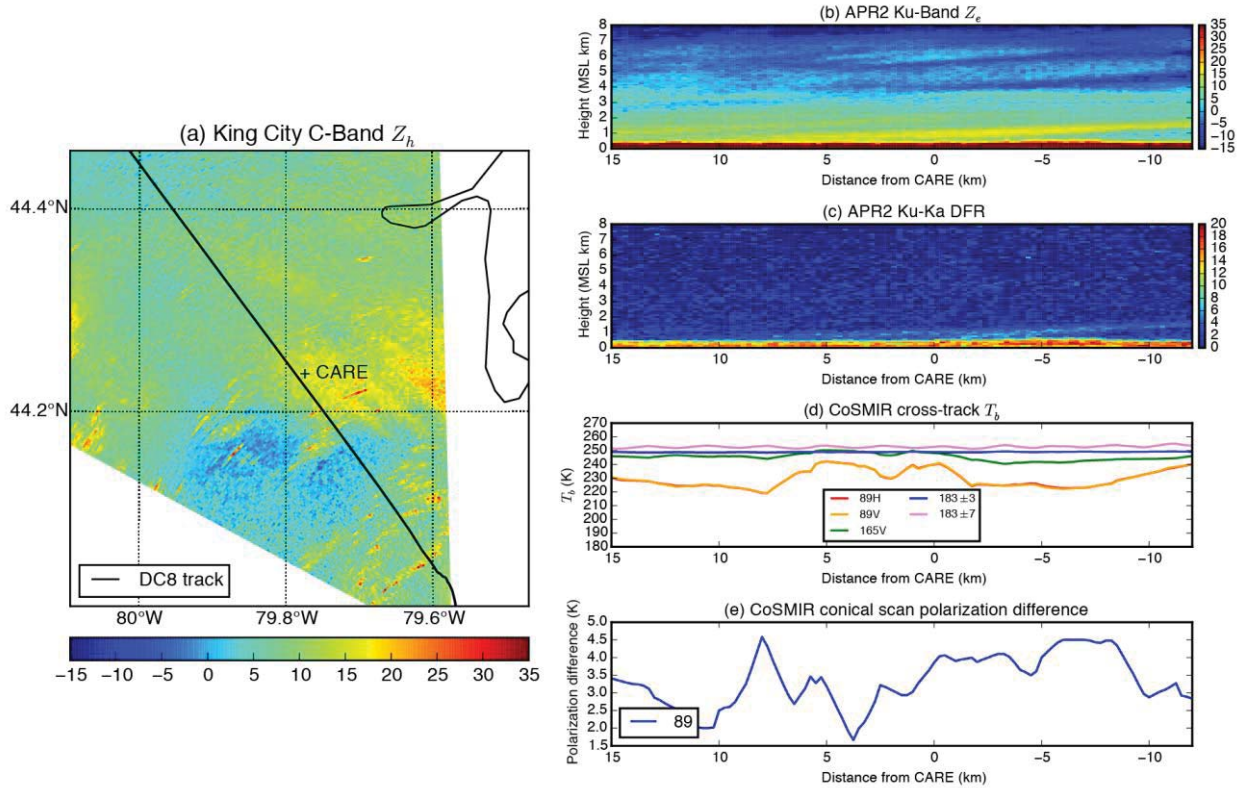 (a) King City C-Band Zh
44.4°N
44.2°N
+ CARE
DC8 track
80°W 79.8°W 79.6°W
−15 −10 −5 0 5 10 15 20 25 30 35
(b) APR2 Ku-Band Ze
Height (MSL km)
8
7
6
5
4
3
2
1
0
15 10 5 0 −5 −10
Distance from CARE (km)
35
30
25
20
15
10
5
0
−5
−10
−15
(c) APR2 Ku-Ka DFR
Height (MSL km)
8
7
6
5
4
3
2
1
0
15 10 5 0 −5 −10
Distance from CARE (km)
20
18
16
14
12
10
8
6
4
2
0
(d) CoSMIR cross-track Tb
Tb (K)
270
260
250
240
230
220
210
200
190
180
89H 183±3
89V 183±7
165V
15 10 5 0 −5 −10
Distance from CARE (km)
(e) CoSMIR conical scan polarization difference
Polarization difference (K)
5.0
4.5
4.0
3.5
3.0
2.5
2.0
1.5
89
15 10 5 0 −5 −10
Distance from CARE (km)